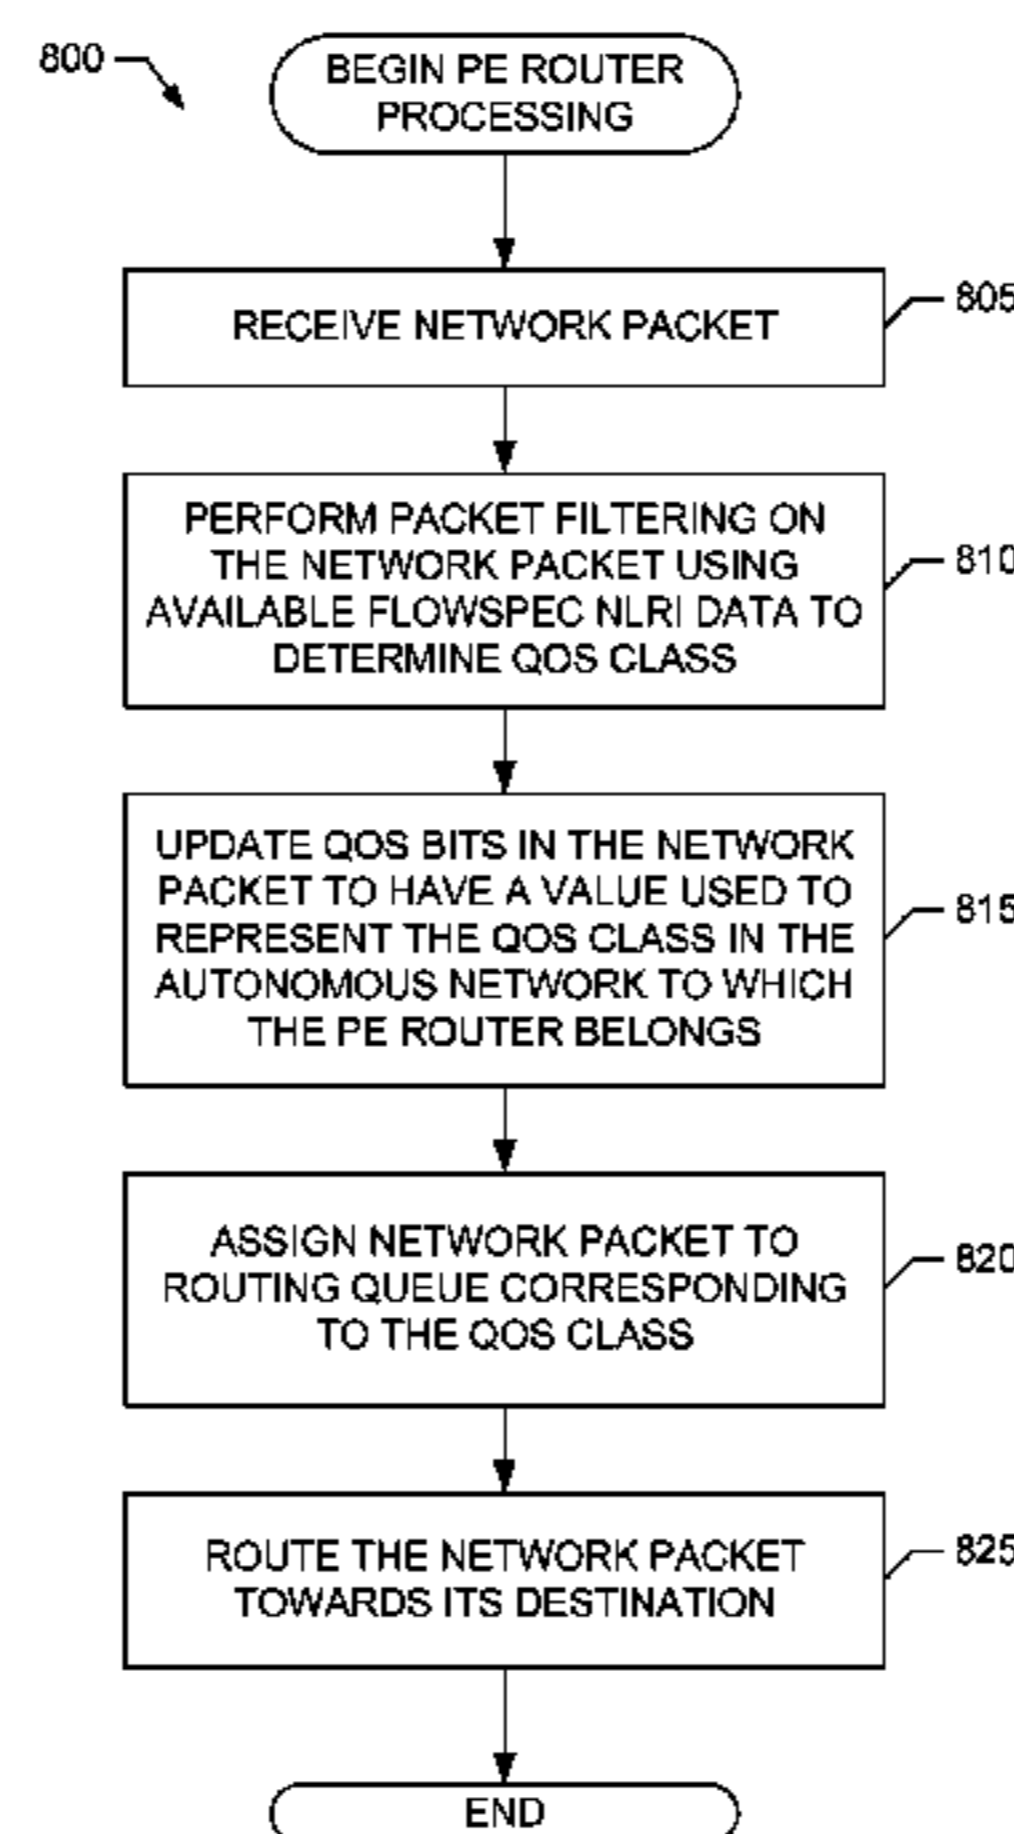 800
BEGIN PE ROUTER
PROCESSING
RECEIVE NETWORK PACKET
805
PERFORM PACKET FILTERING ON
THE NETWORK PACKET USING
AVAILABLE FLOWSPEC NLRI DATA TO
DETERMINE QOS CLASS
810
UPDATE QOS BITS IN THE NETWORK
PACKET TO HAVE A VALUE USED TO
REPRESENT THE QOS CLASS IN THE
AUTONOMOUS NETWORK TO WHICH
THE PE ROUTER BELONGS
815
ASSIGN NETWORK PACKET TO
ROUTING QUEUE CORRESPONDING
TO THE QOS CLASS
820
ROUTE THE NETWORK PACKET
TOWARDS ITS DESTINATION
825
END